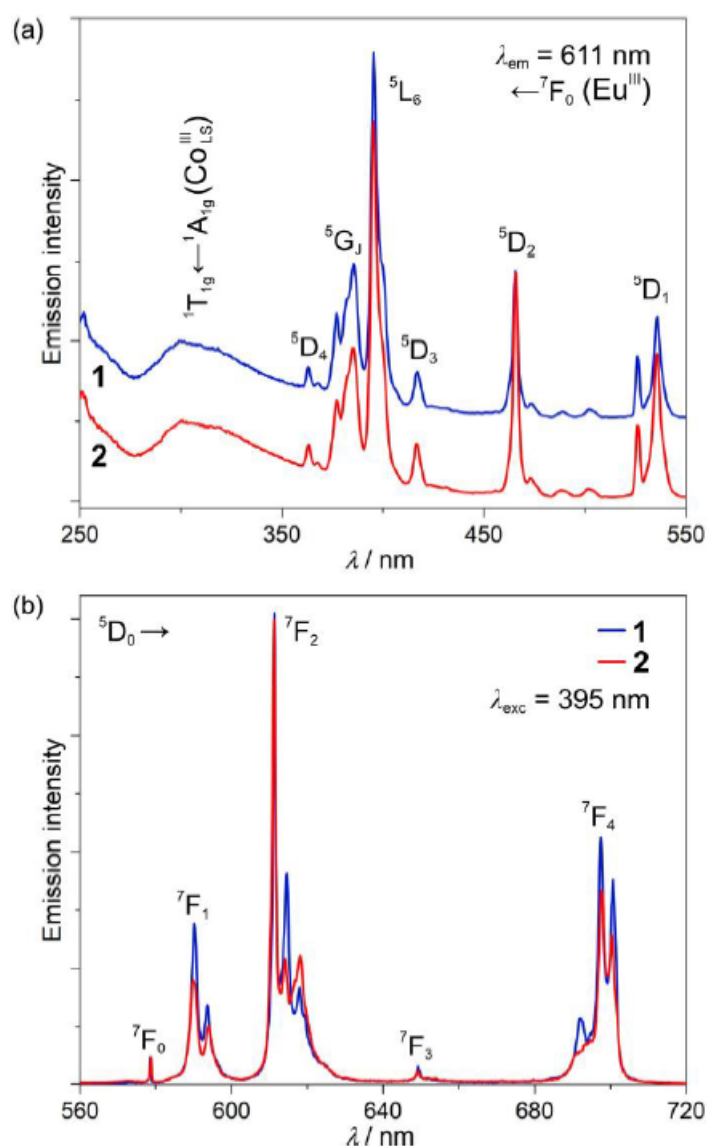 (a)
λem = 611 nm
←⁷F₀ (Euᴵᴵᴵ)
⁵L₆
¹T₁g←¹A₁g (Coᴵᴵᴵ LS)
⁵GJ
⁵D₂
⁵D₁
⁵D₄
⁵D₃
1
2
Emission intensity
250 350 450 550
λ / nm
(b)
⁵D₀ →
⁷F₂
1
2
λexc = 395 nm
⁷F₄
⁷F₁
⁷F₀
⁷F₃
Emission intensity
560 600 640 680 720
λ / nm